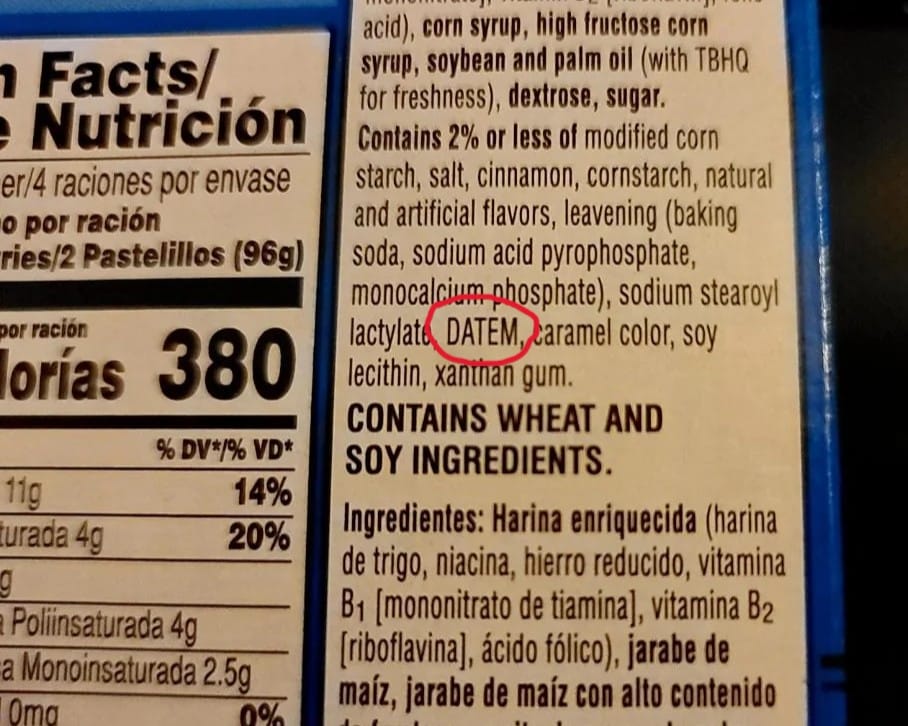 Facts/
Nutrición
er/4 raciones por envase
o por ración
ries/2 Pastelillos (96g)
por ración
lorías 380
% DV*/% VD*
11g 14%
turada 4g 20%
g
a Poliinsaturada 4g
a Monoinsaturada 2.5g
0mg 0%
acid), corn syrup, high fructose corn
syrup, soybean and palm oil (with TBHQ
for freshness), dextrose, sugar.
Contains 2% or less of modified corn
starch, salt, cinnamon, cornstarch, natural
and artificial flavors, leavening (baking
soda, sodium acid pyrophosphate,
monocalcium phosphate), sodium stearoyl
lactylate, DATEM, caramel color, soy
lecithin, xanthan gum.
CONTAINS WHEAT AND
SOY INGREDIENTS.
Ingredientes: Harina enriquecida (harina
de trigo, niacina, hierro reducido, vitamina
B1 [mononitrato de tiamina], vitamina B2
[riboflavina], ácido fólico), jarabe de
maíz, jarabe de maíz con alto contenido